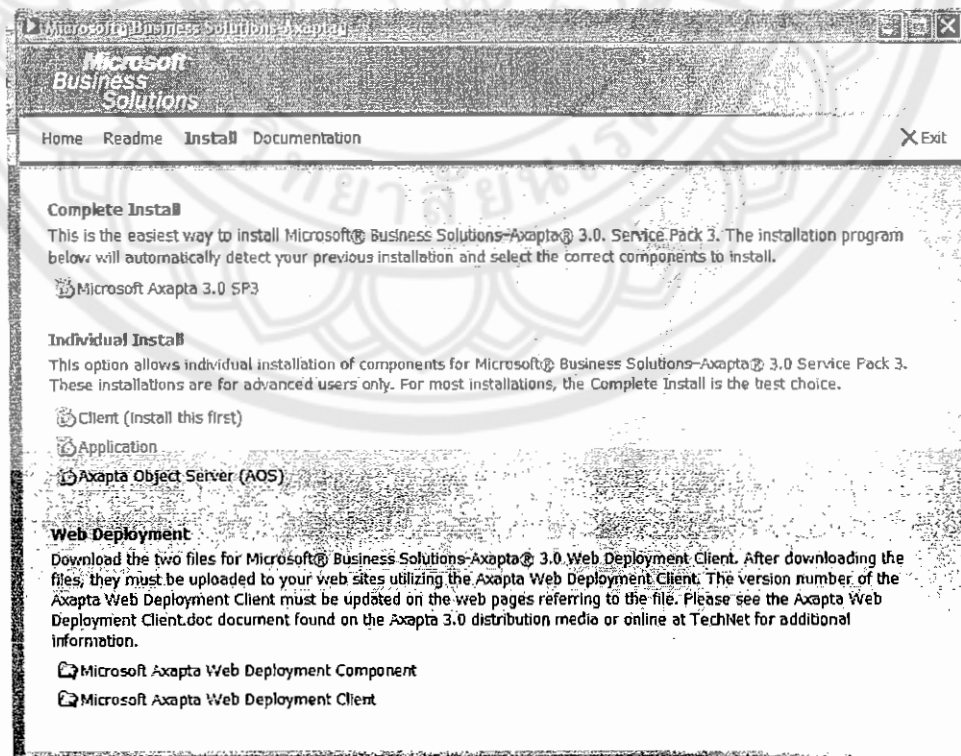 Microsoft Business Solutions-Axapta
Microsoft
Business
Solutions
Home Readme Install Documentation Exit
Complete Install
This is the easiest way to install Microsoft® Business Solutions-Axapta® 3.0. Service Pack 3. The installation program
below will automatically detect your previous installation and select the correct components to install.
Microsoft Axapta 3.0 SP3
Individual Install
This option allows individual installation of components for Microsoft® Business Solutions-Axapta® 3.0 Service Pack 3.
These installations are for advanced users only. For most installations, the Complete Install is the best choice.
Client (Install this first)
Application
Axapta Object Server (AOS)
Web Deployment
Download the two files for Microsoft® Business Solutions-Axapta® 3.0 Web Deployment Client. After downloading the
files, they must be uploaded to your web sites utilizing the Axapta Web Deployment Client. The version number of the
Axapta Web Deployment Client must be updated on the web pages referring to the file. Please see the Axapta Web
Deployment Client.doc document found on the Axapta 3.0 distribution media or online at TechNet for additional
information.
Microsoft Axapta Web Deployment Component
Microsoft Axapta Web Deployment Client